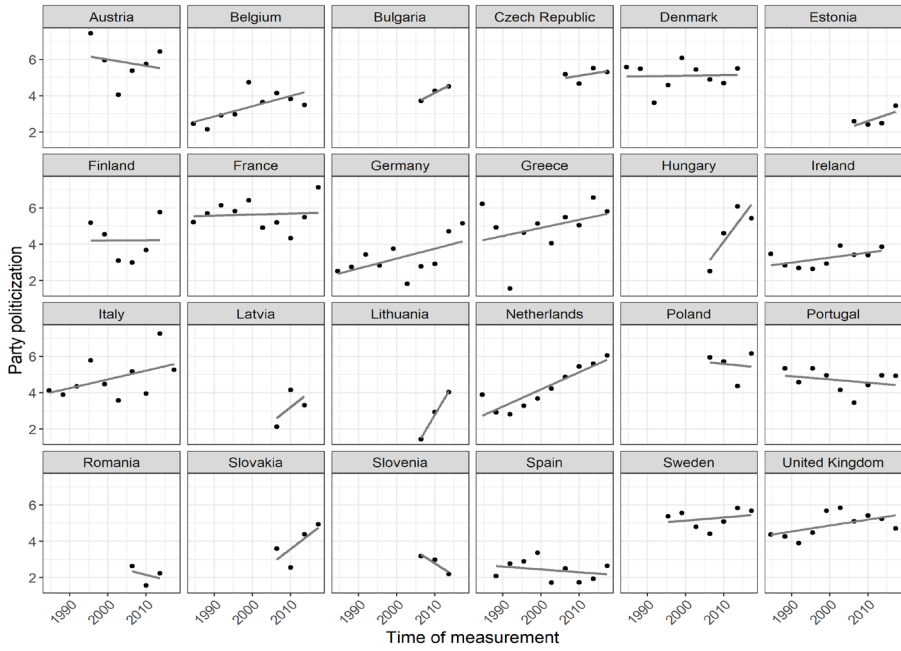 Austria Belgium Bulgaria Czech Republic Denmark Estonia
6
4
2
Finland France Germany Greece Hungary Ireland
6
4
2
Italy Latvia Lithuania Netherlands Poland Portugal
6
4
2
Romania Slovakia Slovenia Spain Sweden United Kingdom
6
4
2
1990 2000 2010 1990 2000 2010 1990 2000 2010 1990 2000 2010 1990 2000 2010 1990 2000 2010
Party politicization
Time of measurement